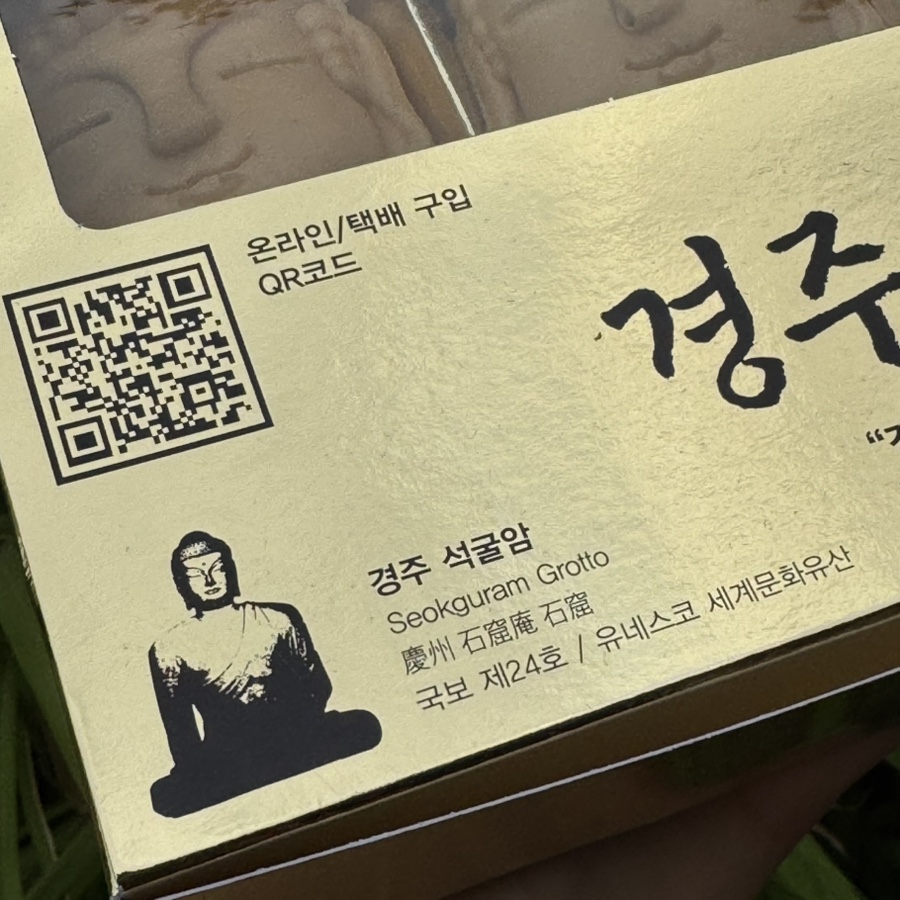 온라인/택배 구입
QR코드
경주
경주 석굴암
Seokguram Grotto
慶州 石窟庵 石窟
국보 제24호 / 유네스코 세계문화유산